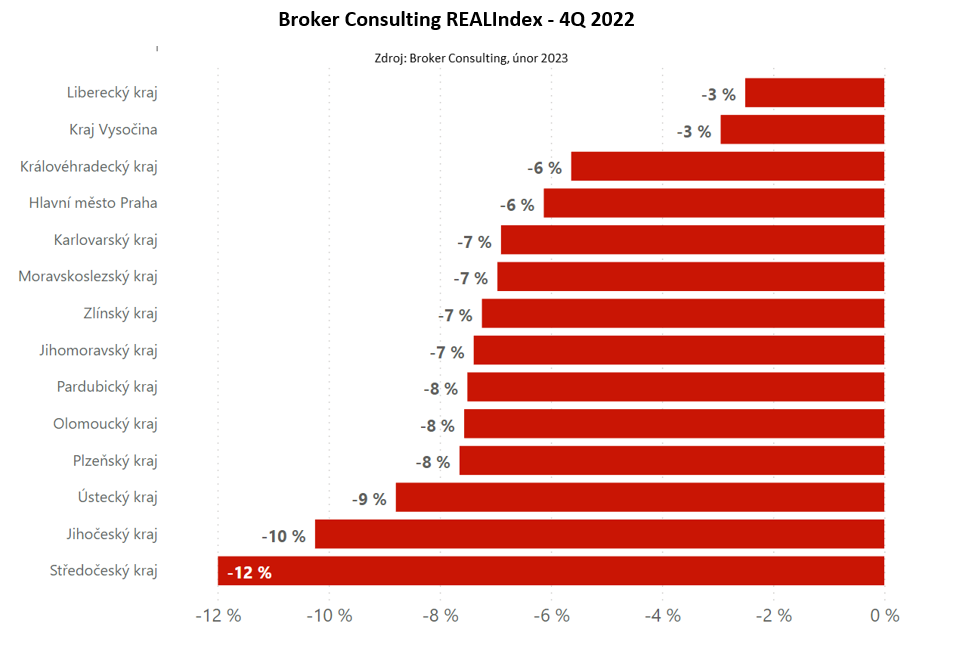 Broker Consulting REALIndex - 4Q 2022
Zdroj: Broker Consulting, únor 2023
Liberecký kraj -3 %
Kraj Vysočina -3 %
Královéhradecký kraj -6 %
Hlavní město Praha -6 %
Karlovarský kraj -7 %
Moravskoslezský kraj -7 %
Zlínský kraj -7 %
Jihomoravský kraj -7 %
Pardubický kraj -8 %
Olomoucký kraj -8 %
Plzeňský kraj -8 %
Ústecký kraj -9 %
Jihočeský kraj -10 %
Středočeský kraj -12 %
-12 % -10 % -8 % -6 % -4 % -2 % 0 %